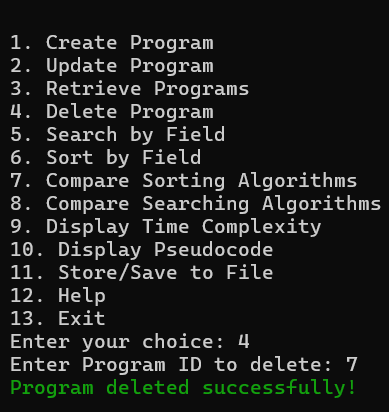 1. Create Program
2. Update Program
3. Retrieve Programs
4. Delete Program
5. Search by Field
6. Sort by Field
7. Compare Sorting Algorithms
8. Compare Searching Algorithms
9. Display Time Complexity
10. Display Pseudocode
11. Store/Save to File
12. Help
13. Exit
Enter your choice: 4
Enter Program ID to delete: 7
Program deleted successfully!